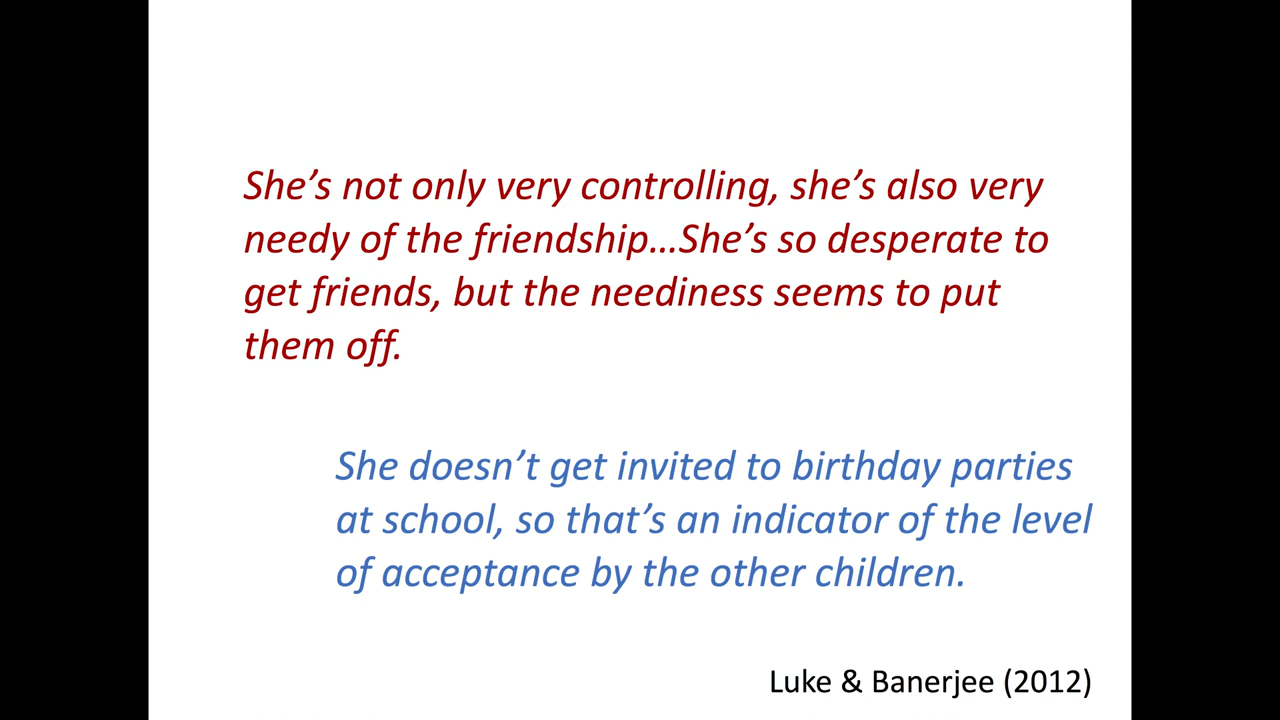 She’s not only very controlling, she’s also very
needy of the friendship…She’s so desperate to
get friends, but the neediness seems to put
them off.
She doesn’t get invited to birthday parties
at school, so that’s an indicator of the level
of acceptance by the other children.
Luke & Banerjee (2012)